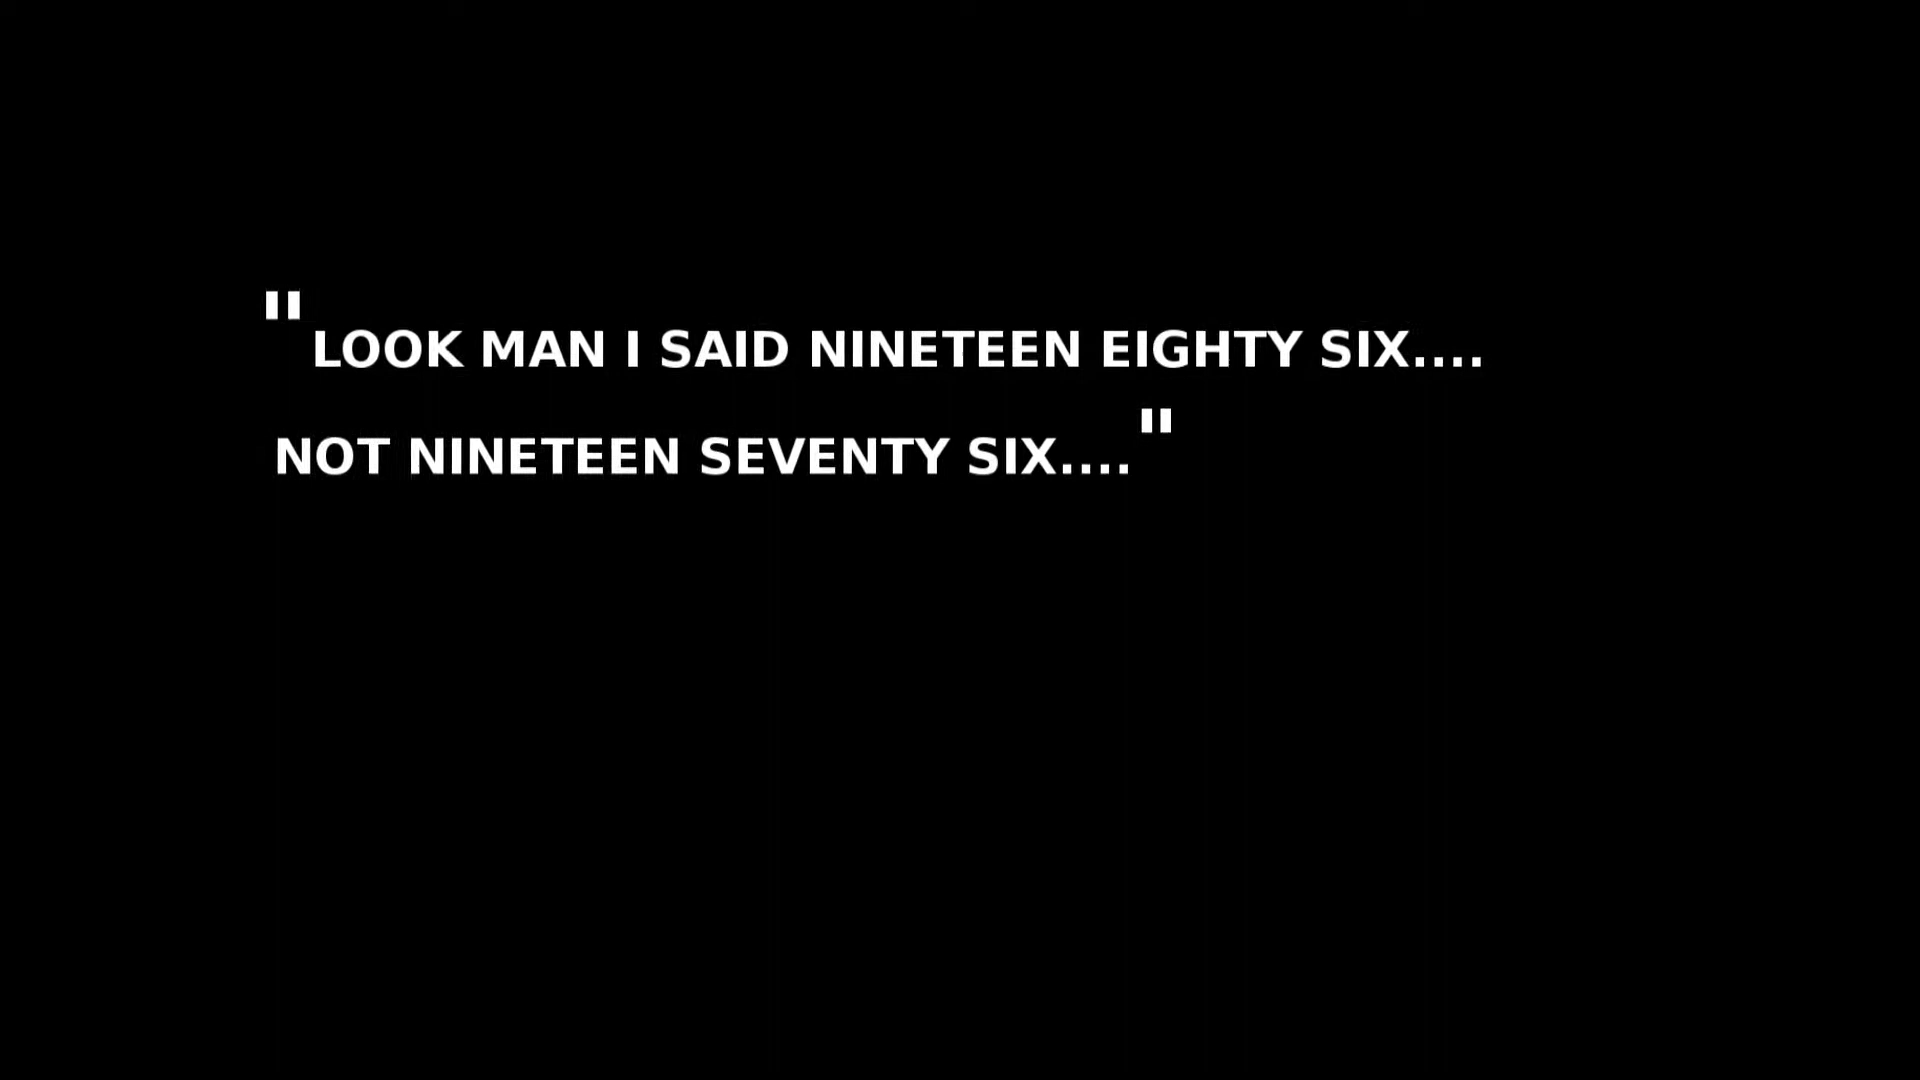 "LOOK MAN I SAID NINETEEN EIGHTY SIX....
NOT NINETEEN SEVENTY SIX...."